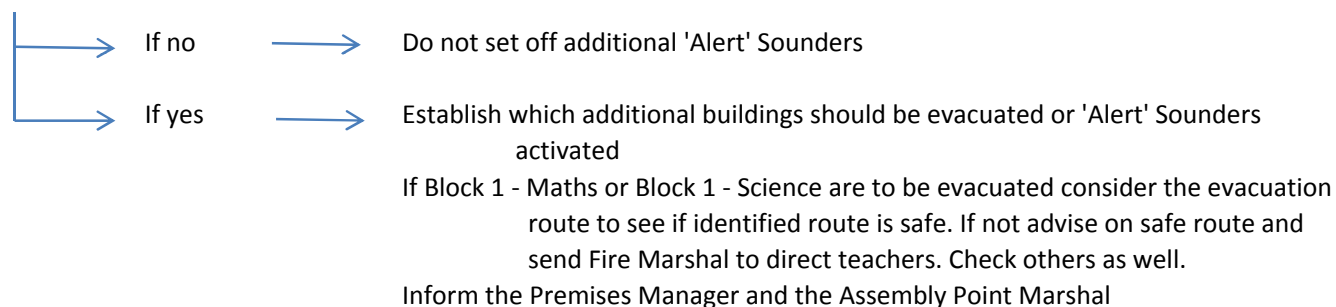 If no Do not set off additional 'Alert' Sounders
If yes Establish which additional buildings should be evacuated or 'Alert' Sounders
activated
If Block 1 - Maths or Block 1 - Science are to be evacuated consider the evacuation
route to see if identified route is safe. If not advise on safe route and
send Fire Marshal to direct teachers. Check others as well.
Inform the Premises Manager and the Assembly Point Marshal